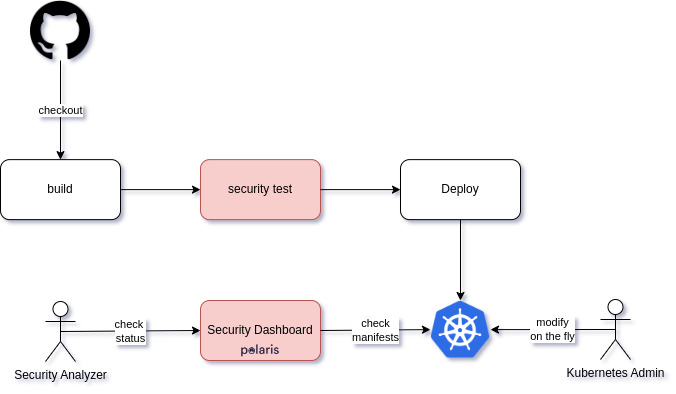 checkout
build
security test
Deploy
Security Dashboard
polaris
check
status
check
manifests
modify
on the fly
Security Analyzer
Kubernetes Admin